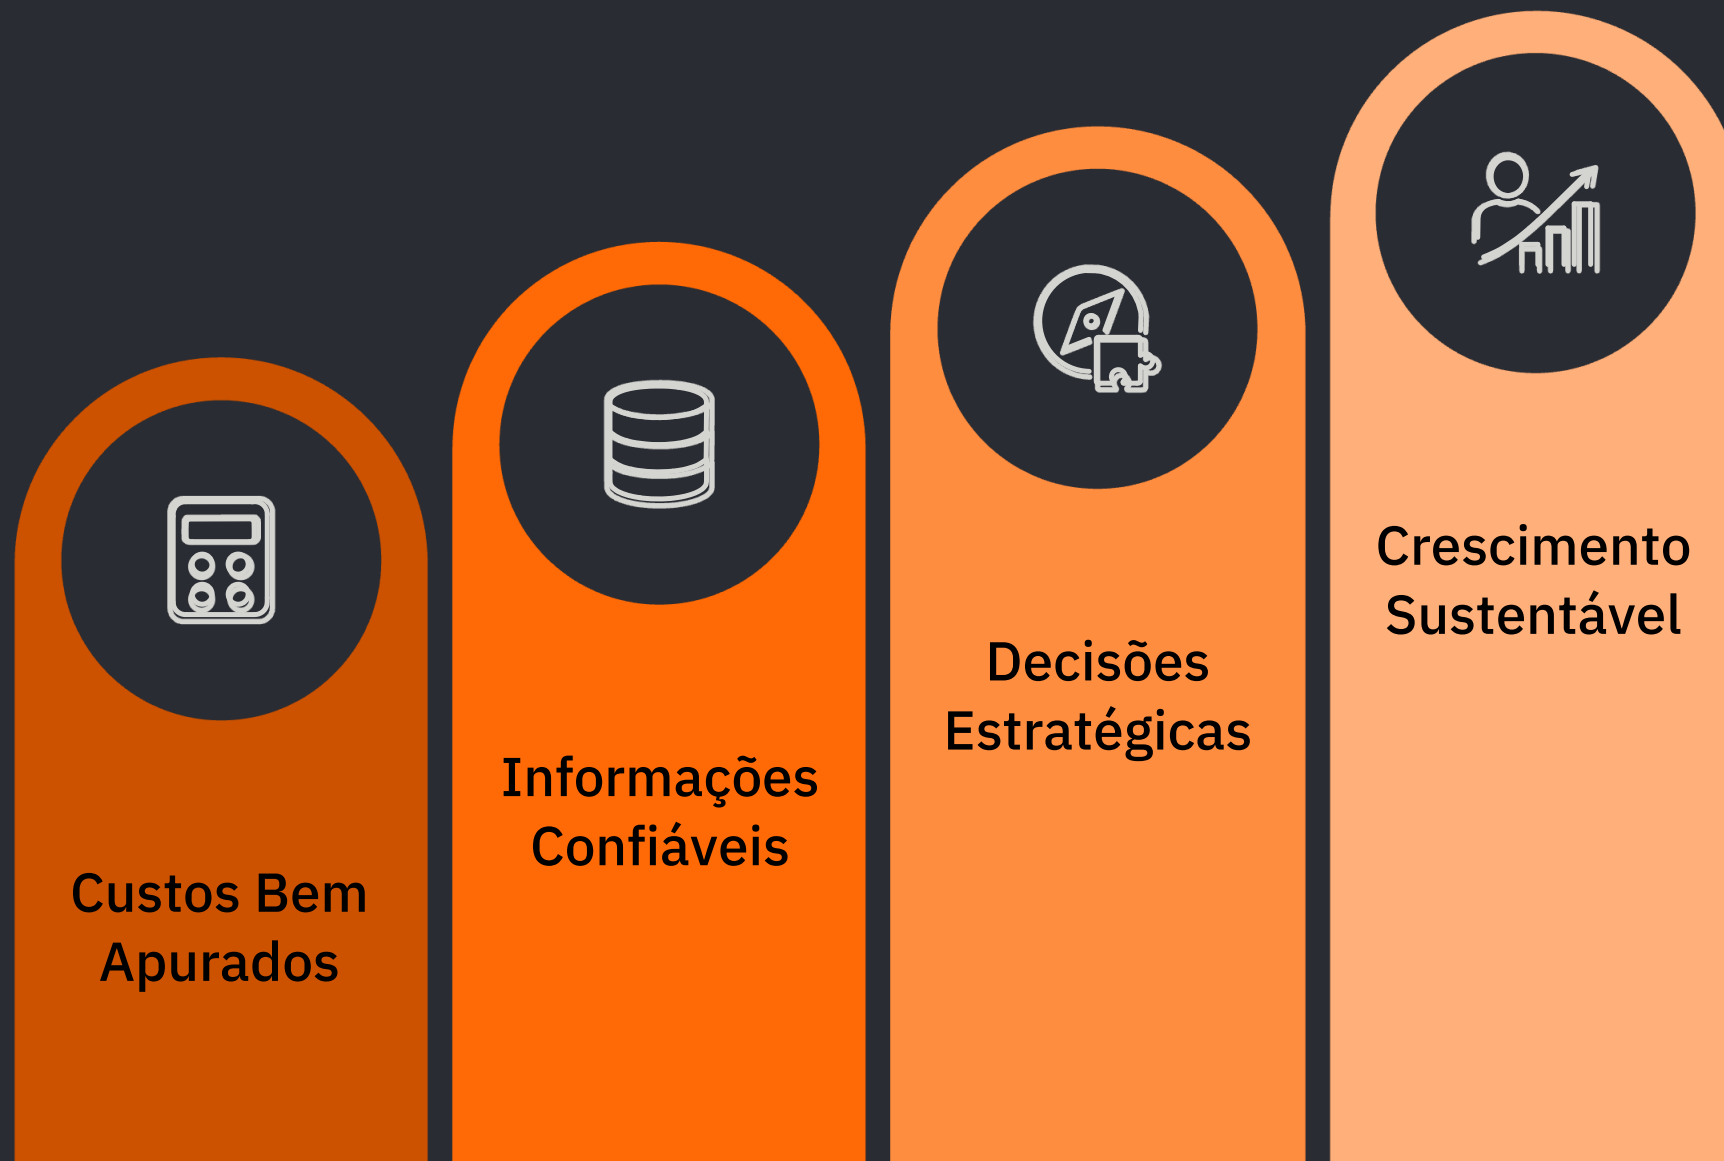 Custos Bem
Apurados
Informações
Confiáveis
Decisões
Estratégicas
Crescimento
Sustentável